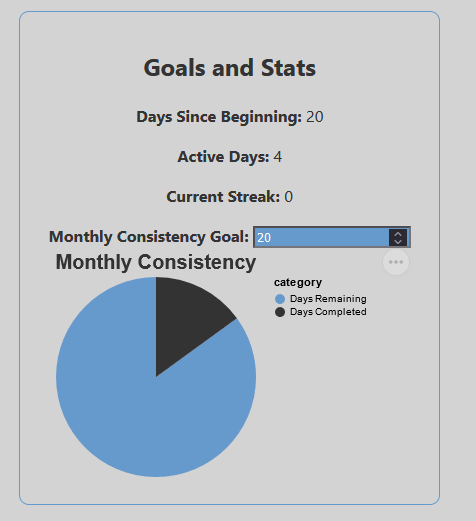 Goals and Stats
Days Since Beginning: 20
Active Days: 4
Current Streak: 0
Monthly Consistency Goal: 20
Monthly Consistency
category
Days Remaining
Days Completed